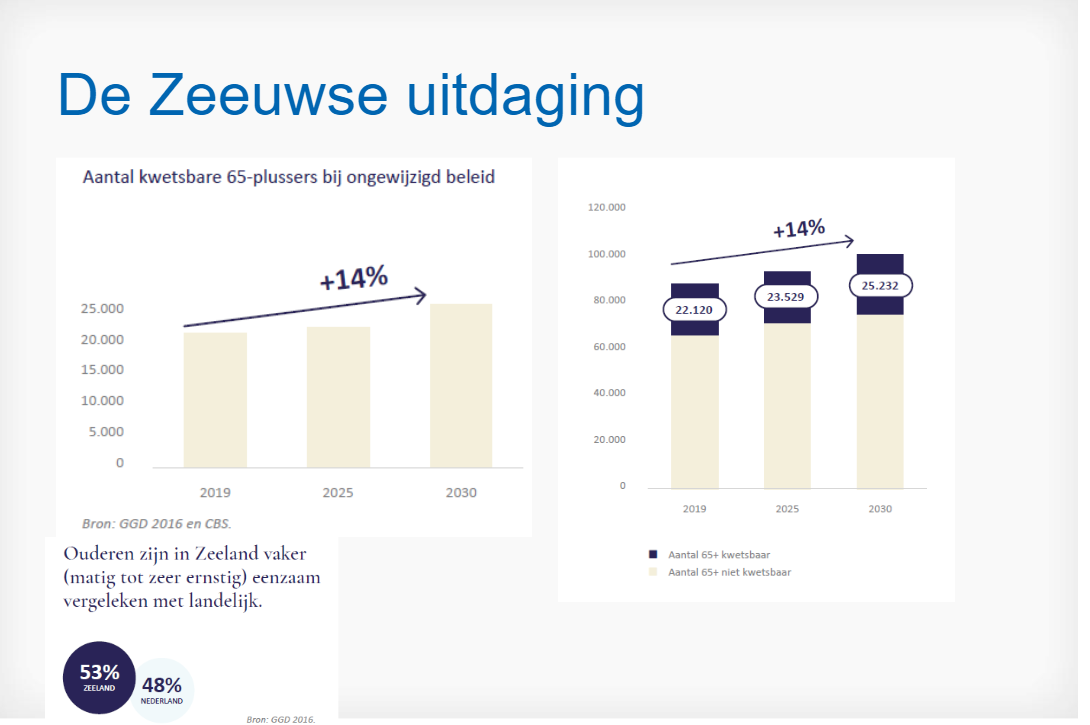 De Zeeuwse uitdaging
Aantal kwetsbare 65-plussers bij ongewijzigd beleid
+14%
25.000
20.000
15.000
10.000
5.000
0
2019
2025
2030
Bron: GGD 2016 en CBS.
120.000
100.000
80.000
60.000
40.000
20.000
0
+14%
22.120
23.529
25.232
2019
2025
2030
Aantal 65+ kwetsbaar
Aantal 65+ niet kwetsbaar
Ouderen zijn in Zeeland vaker
(matig tot zeer ernstig) eenzaam
vergeleken met landelijk.
53%
ZEELAND
48%
NEDERLAND
Bron: GGD 2016.